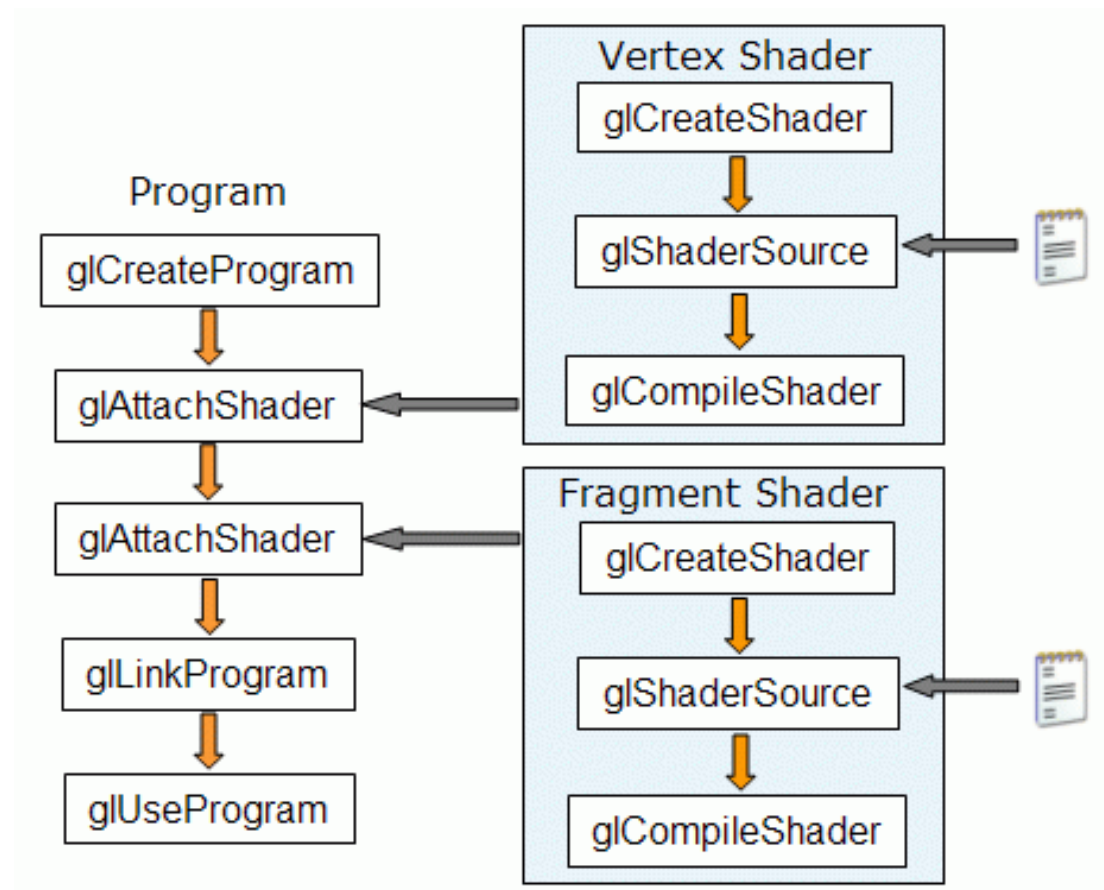 Program
glCreateProgram
glAttachShader
glAttachShader
glLinkProgram
glUseProgram
Vertex Shader
glCreateShader
glShaderSource
glCompileShader
Fragment Shader
glCreateShader
glShaderSource
glCompileShader